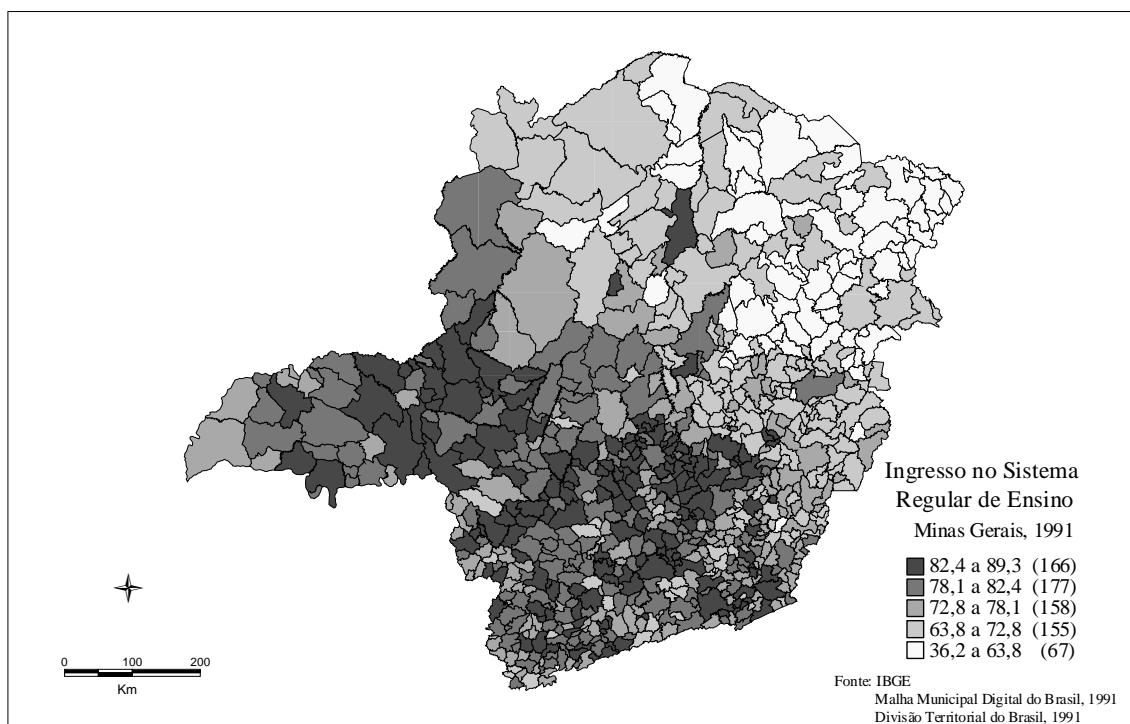 Ingresso no Sistema
Regular de Ensino
Minas Gerais, 1991
82,4 a 89,3 (166)
78,1 a 82,4 (177)
72,8 a 78,1 (158)
63,8 a 72,8 (155)
36,2 a 63,8 (67)
0 100 200
Km
Fonte: IBGE
Malha Municipal Digital do Brasil, 1991
Divisão Territorial do Brasil, 1991